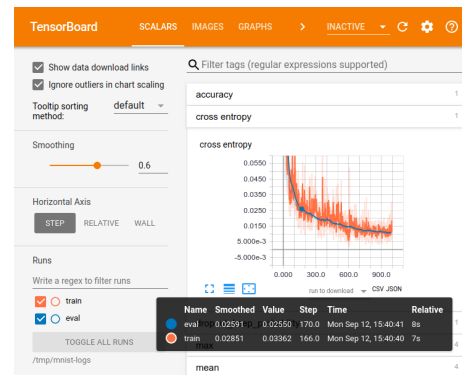 TensorBoard SCALARS IMAGES GRAPHS INACTIVE
Show data download links
Ignore outliers in chart scaling
Tooltip sorting method: default
Smoothing
0.6
Horizontal Axis
STEP RELATIVE WALL
Runs
Write a regex to filter runs
train
eval
TOGGLE ALL RUNS
/tmp/mnist-logs
Filter tags (regular expressions supported)
accuracy 1
cross entropy 1
cross entropy
0.0550
0.0450
0.0350
0.0250
0.0150
5.000e-3
-5.000e-3
0.000 300.0 600.0 900.0
run to download CSV JSON
Name Smoothed Value Step Time Relative
eval 0.02591 0.02550 170.0 Mon Sep 12, 15:40:41 8s
train 0.02851 0.03362 166.0 Mon Sep 12, 15:40:40 7s
max 4
mean 4